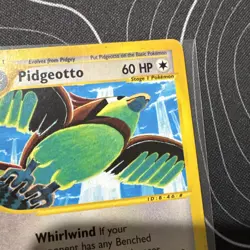 Evolves from Pidgey Put Pidgeotto on the Basic Pokémon
Pidgeotto 60 HP
Stage 1 Pokémon
Whirlwind If your
opponent has any Benched